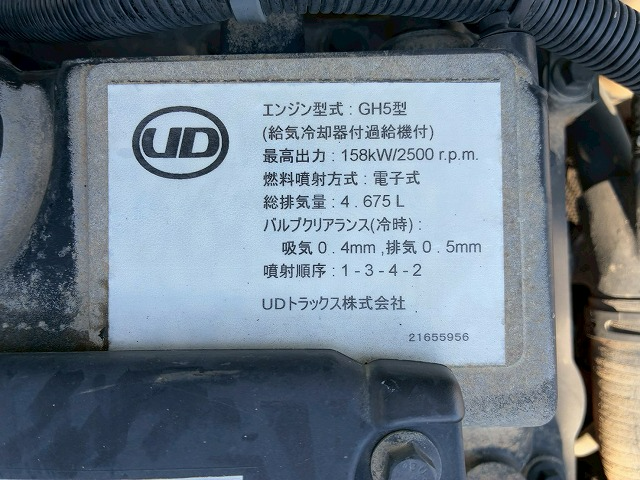 UD
エンジン型式 : GH5型
(給気冷却器付過給機付)
最高出力 : 158kW/2500 r.p.m.
燃料噴射方式 : 電子式
総排気量 : 4.675 L
バルブクリアランス(冷時) :
吸気0.4mm ,排気0.5mm
噴射順序 : 1-3-4-2
UDトラックス株式会社
21655956